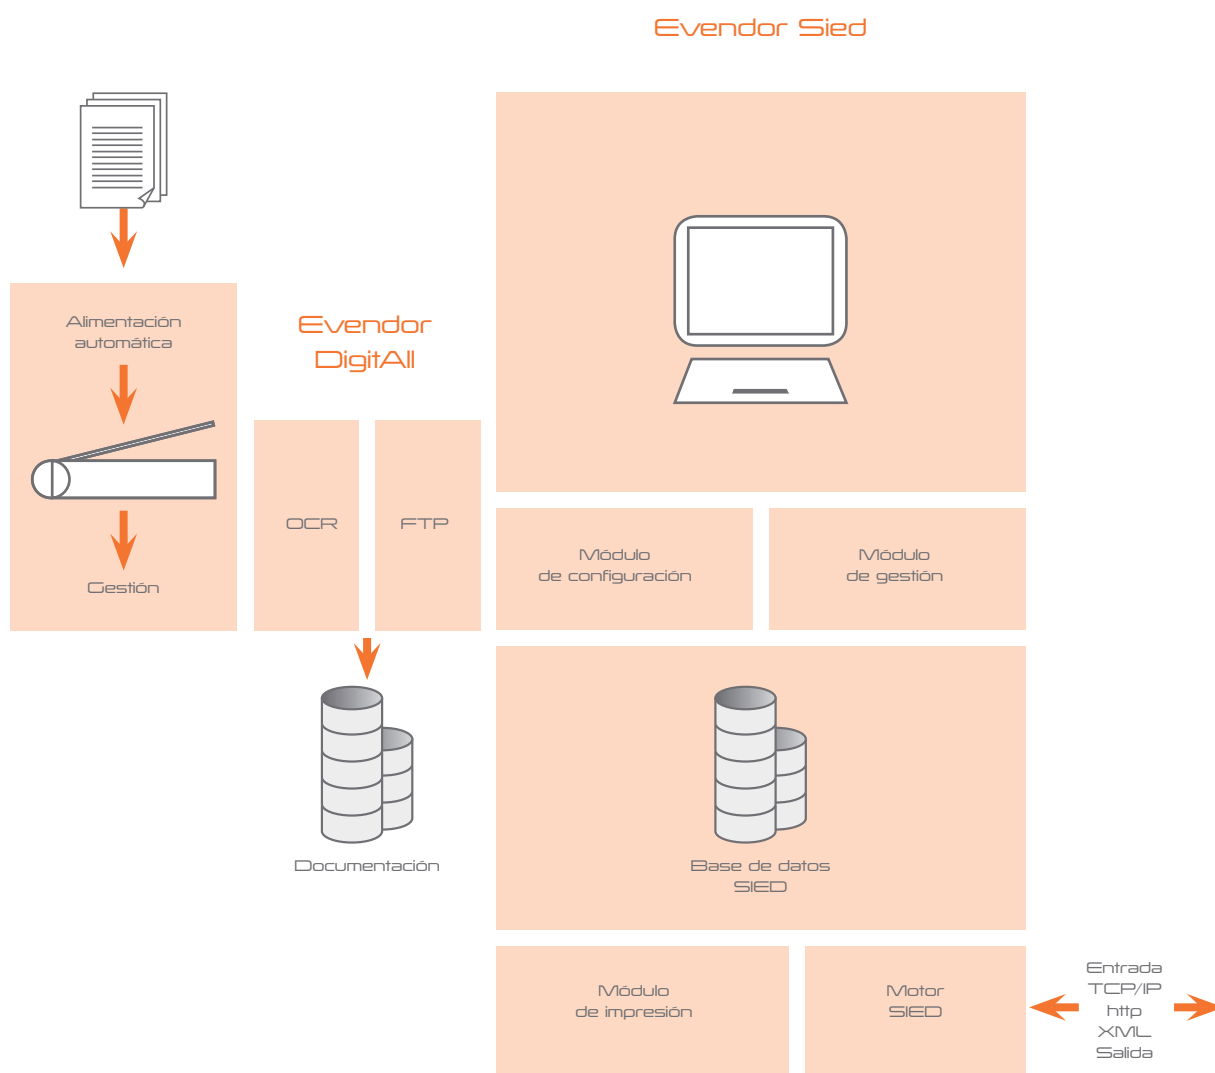 Evendor Sied
Alimentación
automática
Gestión
Evendor
DigitAll
OCR
FTP
Documentación
Módulo
de configuración
Módulo
de gestión
Base de datos
SIED
Módulo
de impresión
Motor
SIED
Entrada
TCP/IP
http
XML
Salida